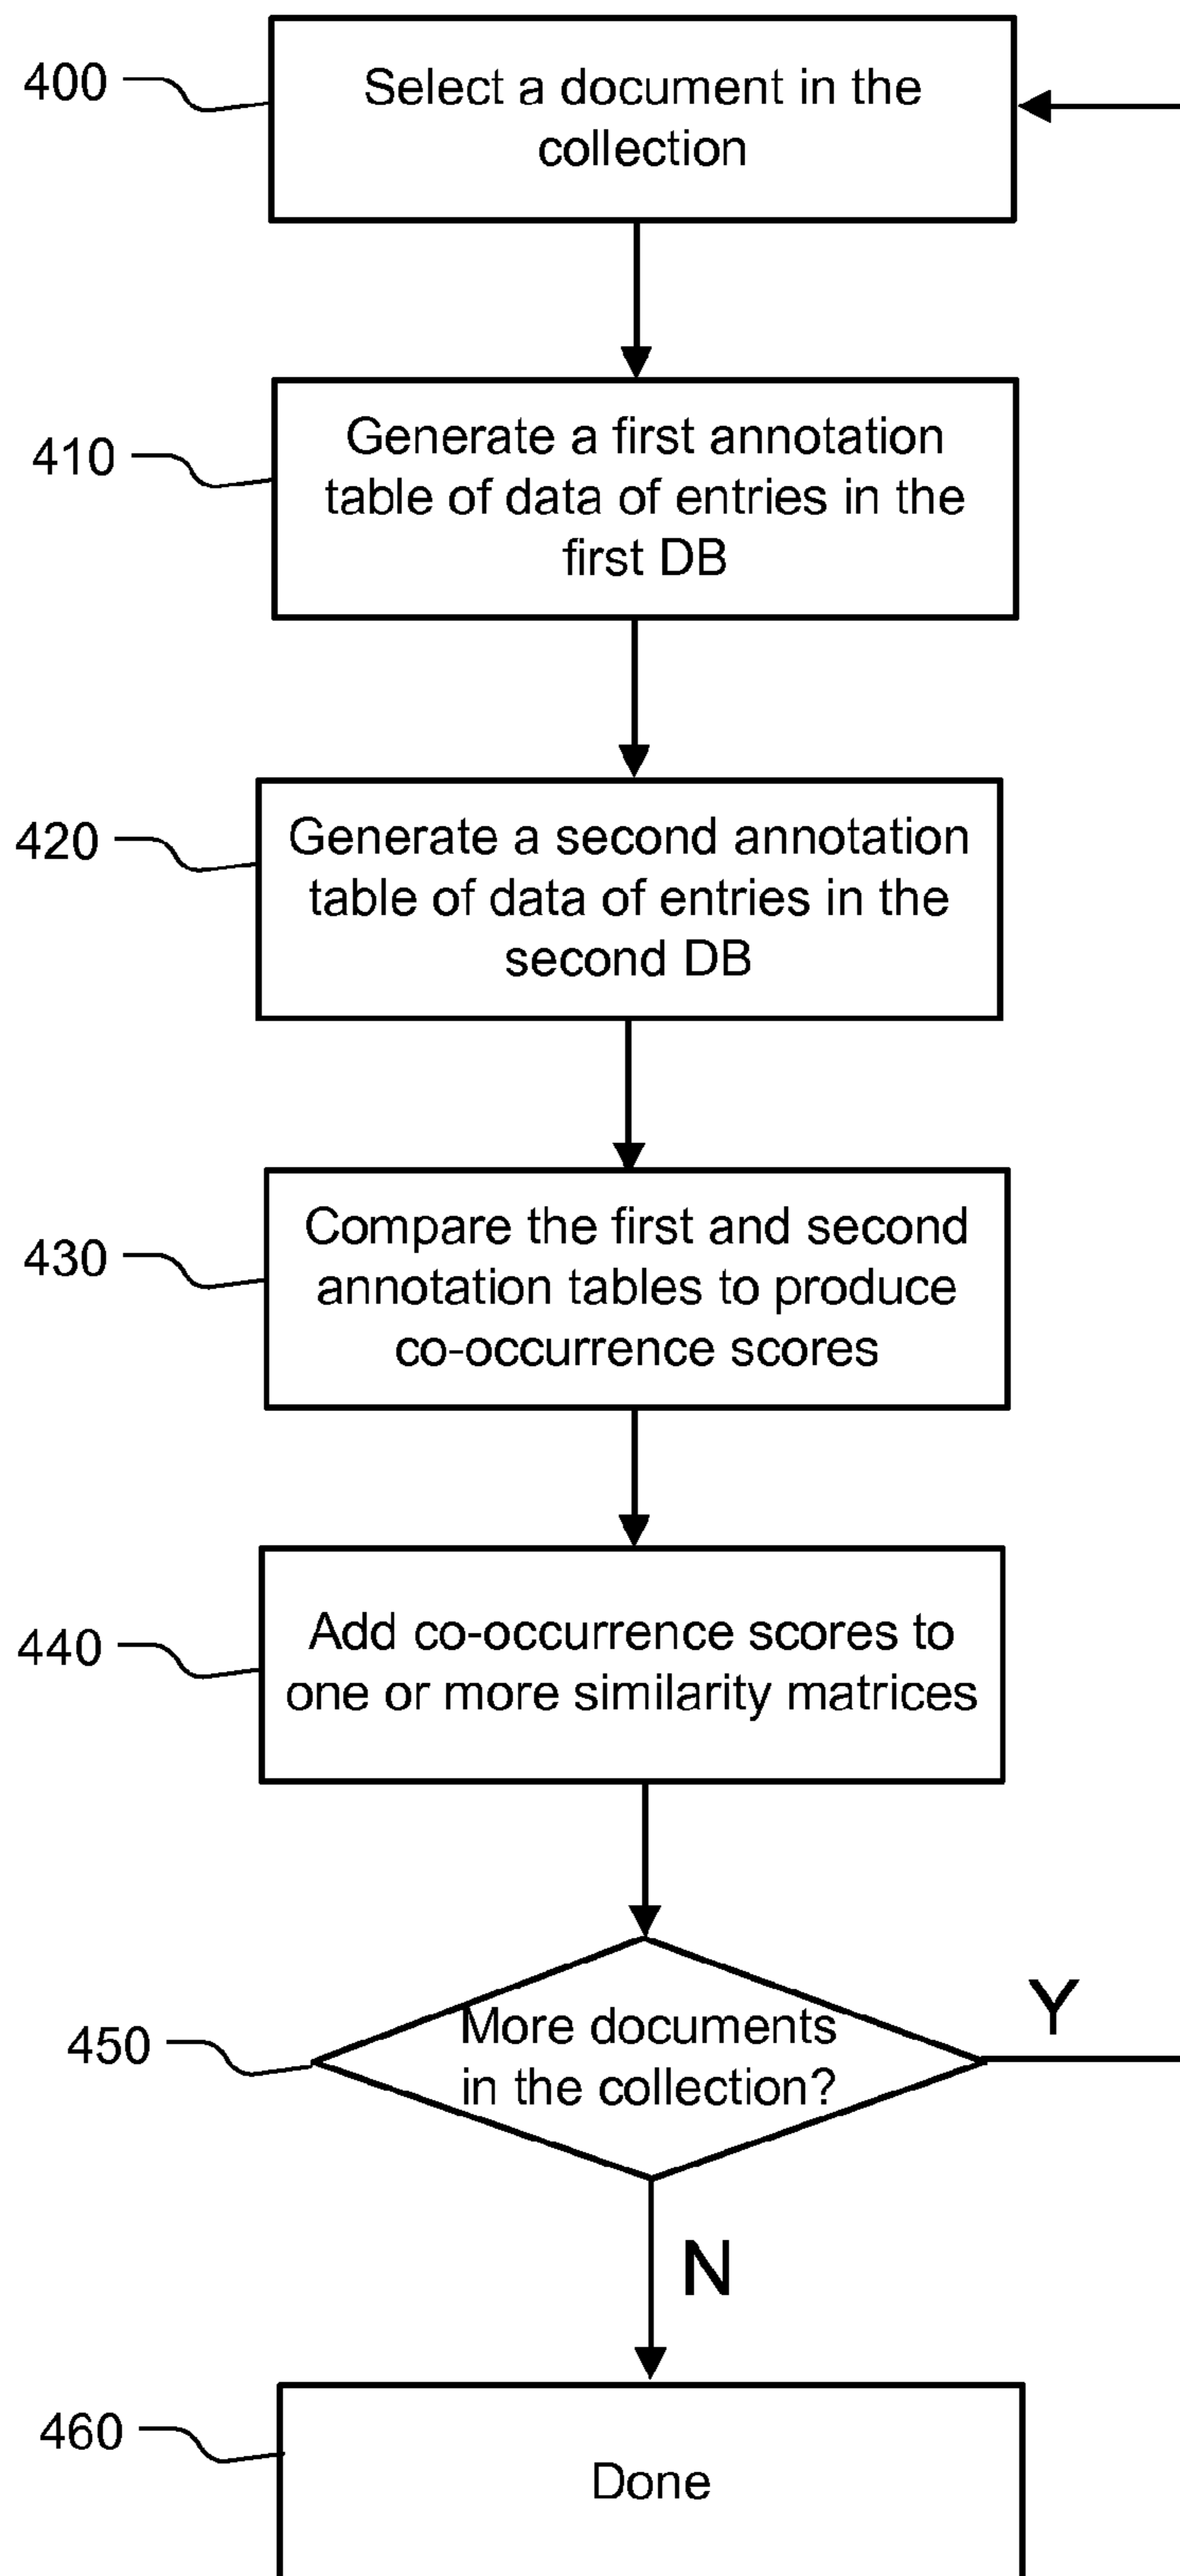 400
Select a document in the
collection
410
Generate a first annotation
table of data of entries in the
first DB
420
Generate a second annotation
table of data of entries in the
second DB
430
Compare the first and second
annotation tables to produce
co-occurrence scores
440
Add co-occurrence scores to
one or more similarity matrices
450
More documents
in the collection?
Y
N
460
Done